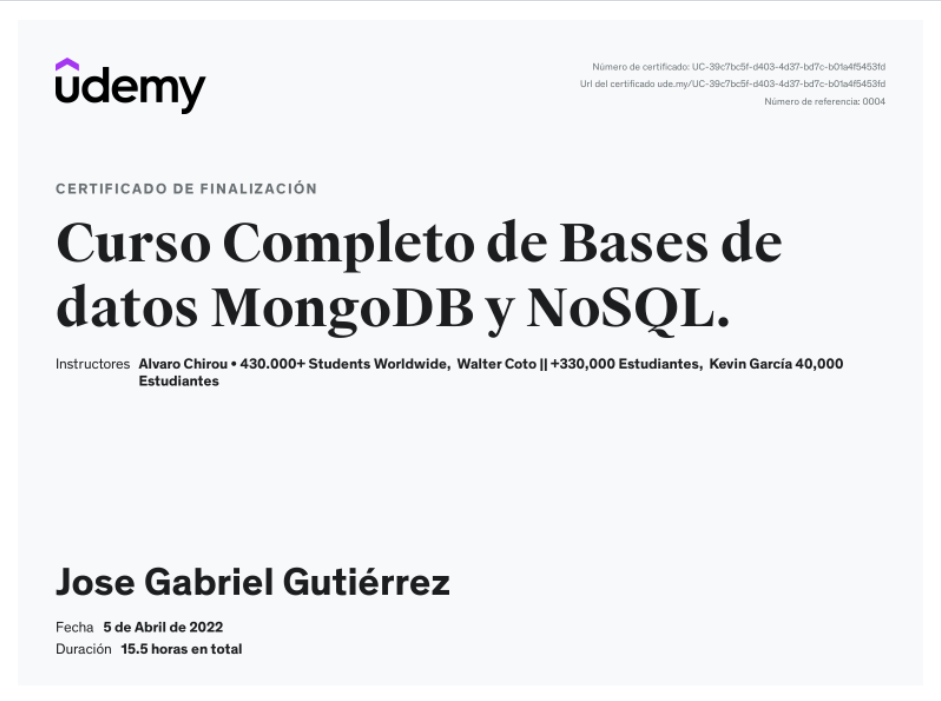 udemy
Número de certificado: UC-39c7bc5f-d403-4d37-bd7c-b01a4f5453fd
Url del certificado ude.my/UC-39c7bc5f-d403-4d37-bd7c-b01a4f5453fd
Número de referencia: 0004
CERTIFICADO DE FINALIZACIÓN
Curso Completo de Bases de
datos MongoDB y NoSQL.
Instructores Alvaro Chirou • 430.000+ Students Worldwide, Walter Coto || +330,000 Estudiantes, Kevin García 40,000
Estudiantes
Jose Gabriel Gutiérrez
Fecha 5 de Abril de 2022
Duración 15.5 horas en total